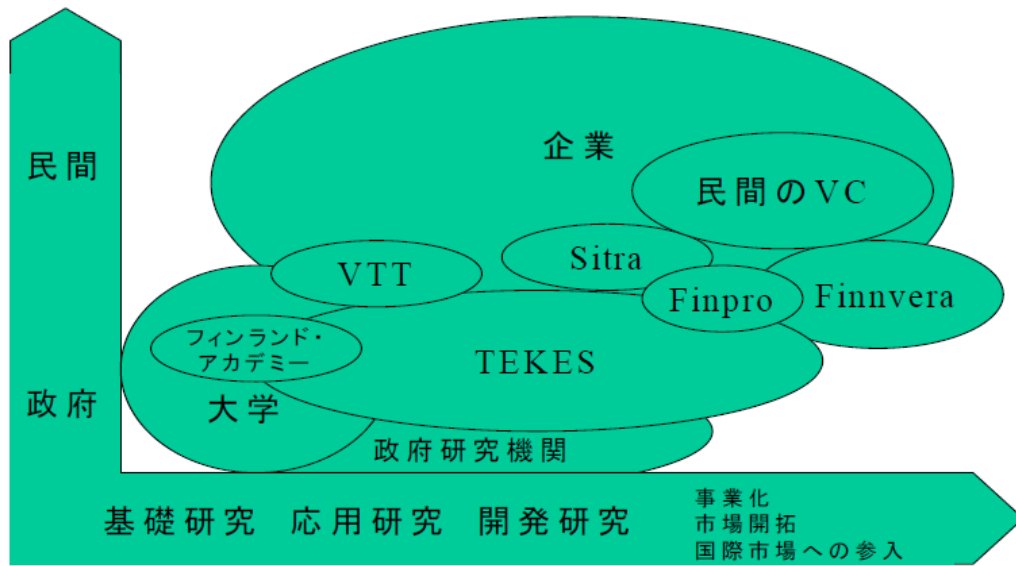 企業
民間
民間のVC
Sitra
VTT
Finpro
Finnvera
フィンランド・
アカデミー
TEKES
政府
大学
政府研究機関
基礎研究 応用研究 開発研究
事業化
市場開拓
国際市場への参入